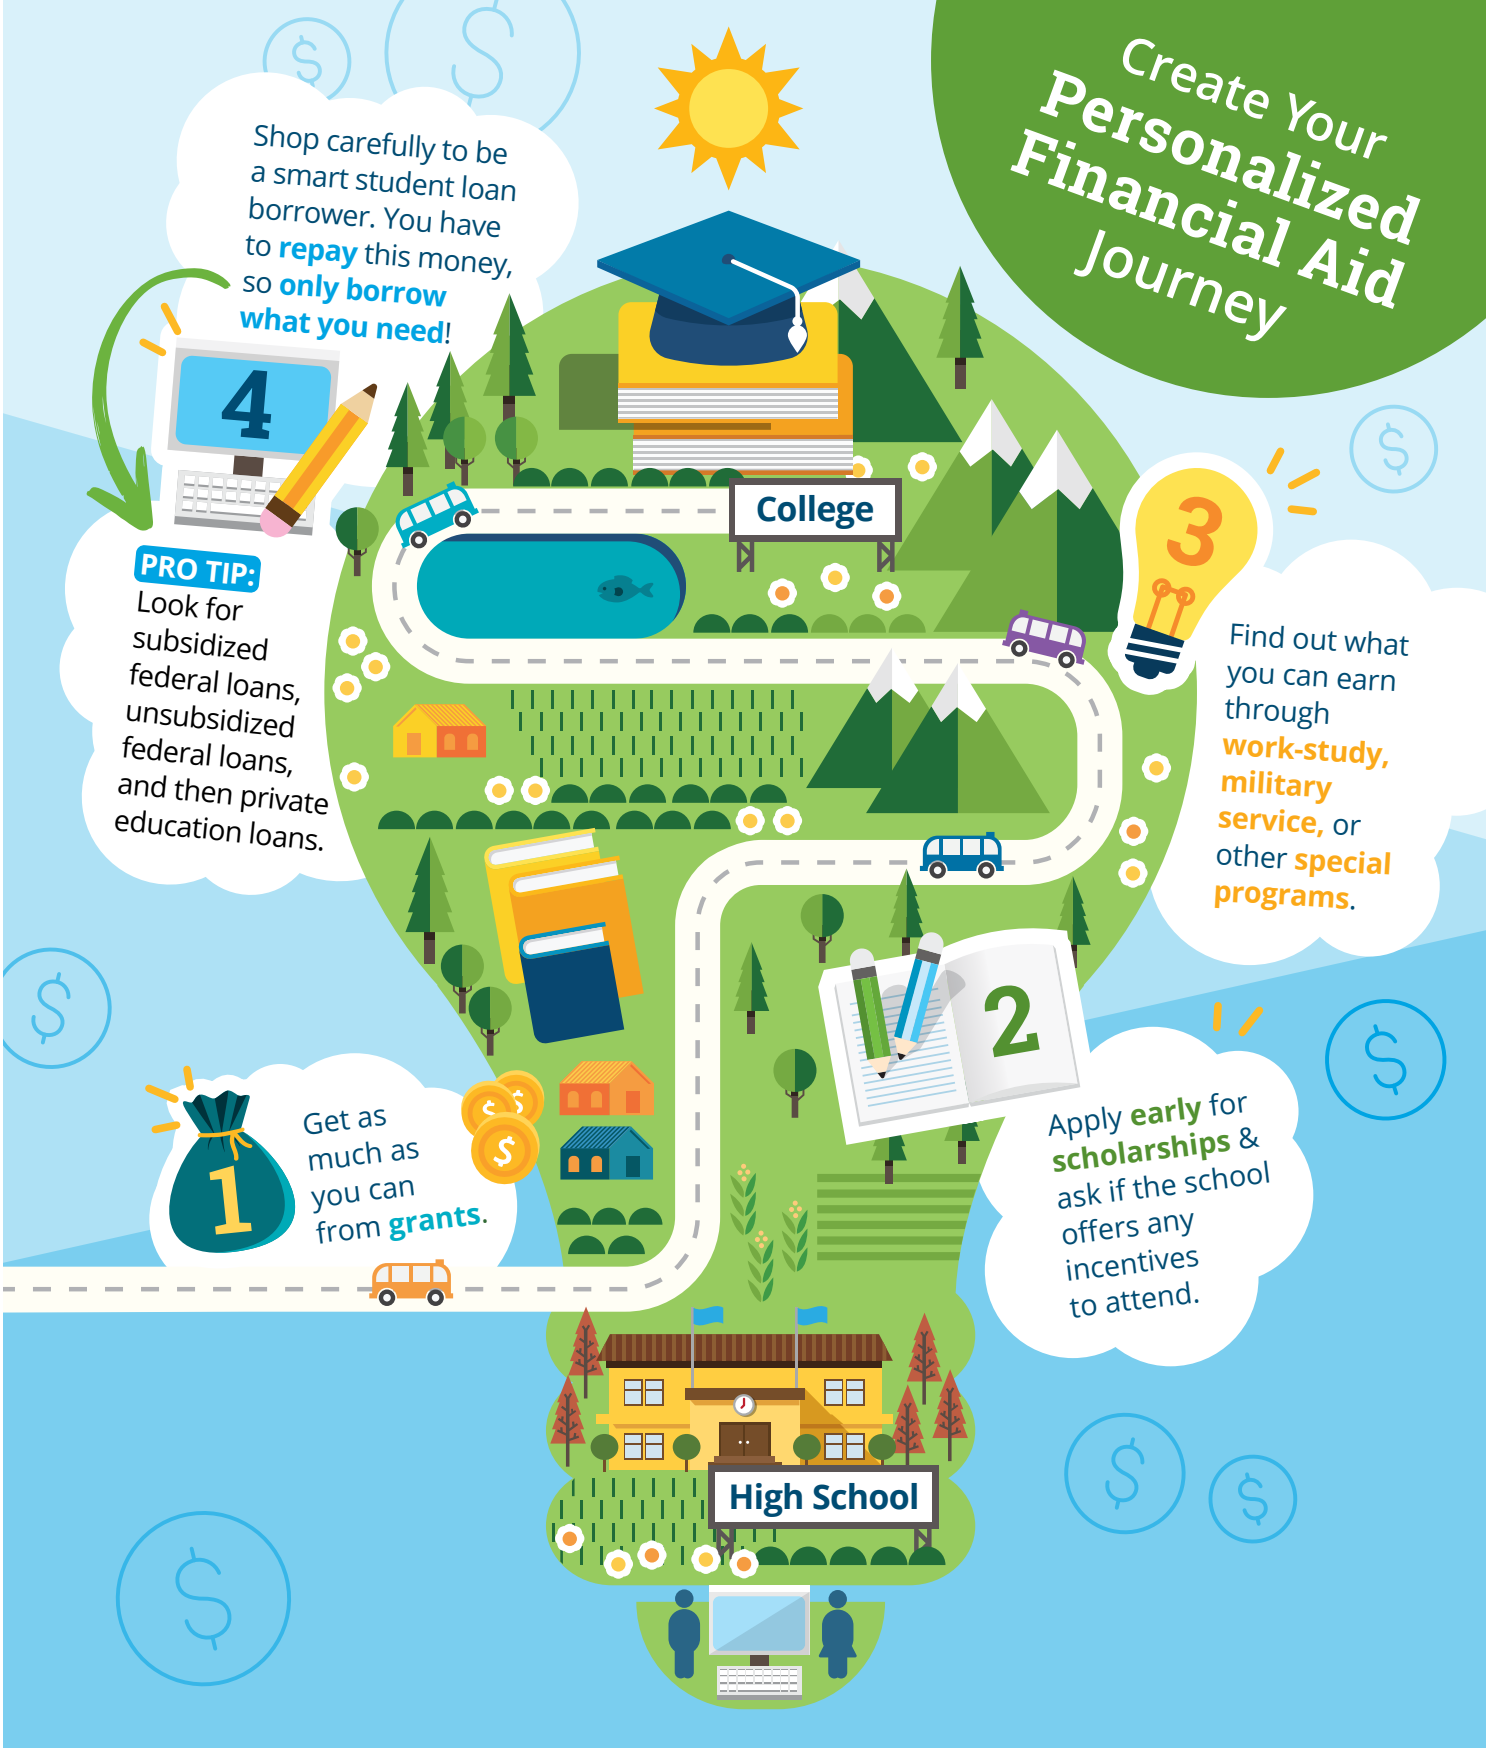 Create Your
Personalized
Financial Aid
Journey
Shop carefully to be
a smart student loan
borrower. You have
to repay this money,
so only borrow
what you need!
4
PRO TIP:
Look for
subsidized
federal loans,
unsubsidized
federal loans,
and then private
education loans.
College
3
Find out what
you can earn
through
work-study,
military
service, or
other special
programs.
2
Apply early for
scholarships &
ask if the school
offers any
incentives
to attend.
1
Get as
much as
you can
from grants.
High School